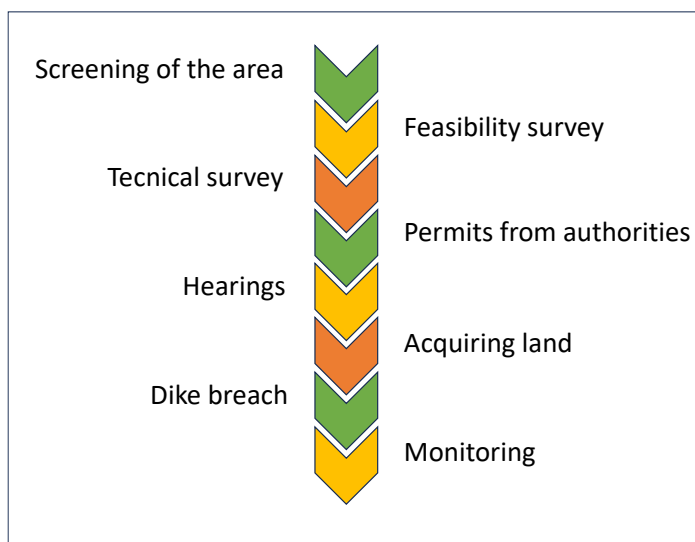 Screening of the area
Feasibility survey
Tecnical survey
Permits from authorities
Hearings
Acquiring land
Dike breach
Monitoring